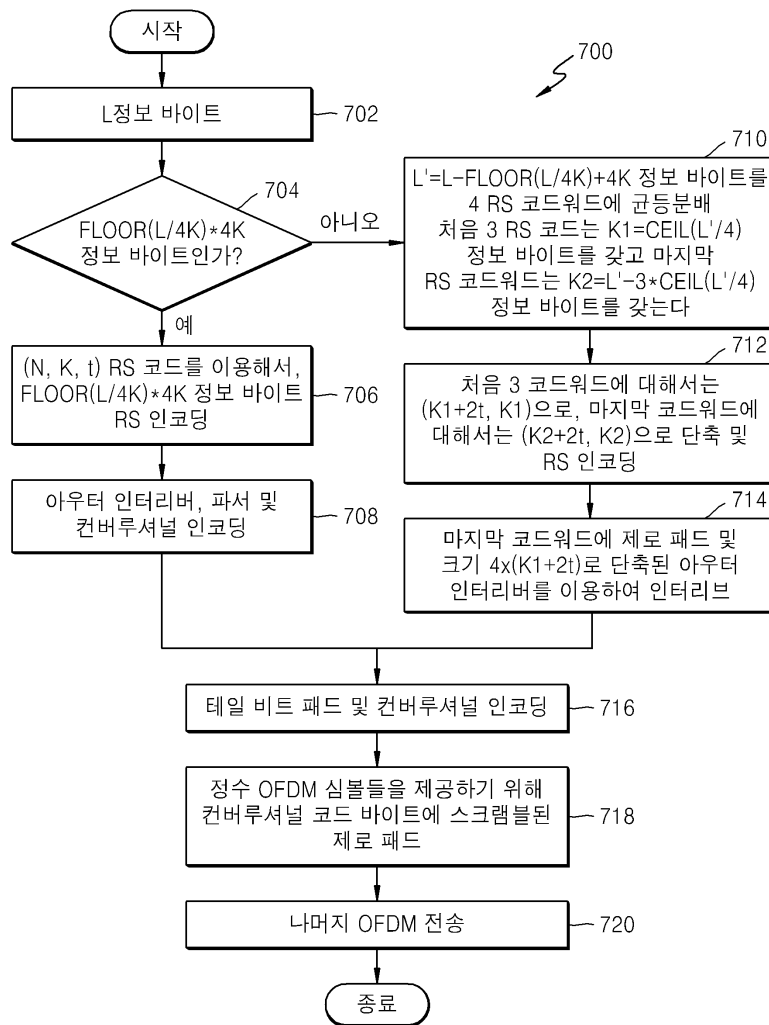 시작
700
L정보 바이트
702
704
FLOOR(L/4K)*4K
정보 바이트인가?
아니오
예
710
L'=L-FLOOR(L/4K)+4K 정보 바이트를
4 RS 코드워드에 균등분배
처음 3 RS 코드는 K1=CEIL(L'/4)
정보 바이트를 갖고 마지막
RS 코드워드는 K2=L'-3*CEIL(L'/4)
정보 바이트를 갖는다
(N, K, t) RS 코드를 이용해서,
FLOOR(L/4K)*4K 정보 바이트
RS 인코딩
706
712
처음 3 코드워드에 대해서는
(K1+2t, K1)으로, 마지막 코드워드에
대해서는 (K2+2t, K2)으로 단축 및
RS 인코딩
아우터 인터리버, 파서 및
컨버루셔널 인코딩
708
714
마지막 코드워드에 제로 패드 및
크기 4x(K1+2t)로 단축된 아우터
인터리버를 이용하여 인터리브
테일 비트 패드 및 컨버루셔널 인코딩
716
정수 OFDM 심볼들을 제공하기 위해
컨버루셔널 코드 바이트에 스크램블된
제로 패드
718
나머지 OFDM 전송
720
종료